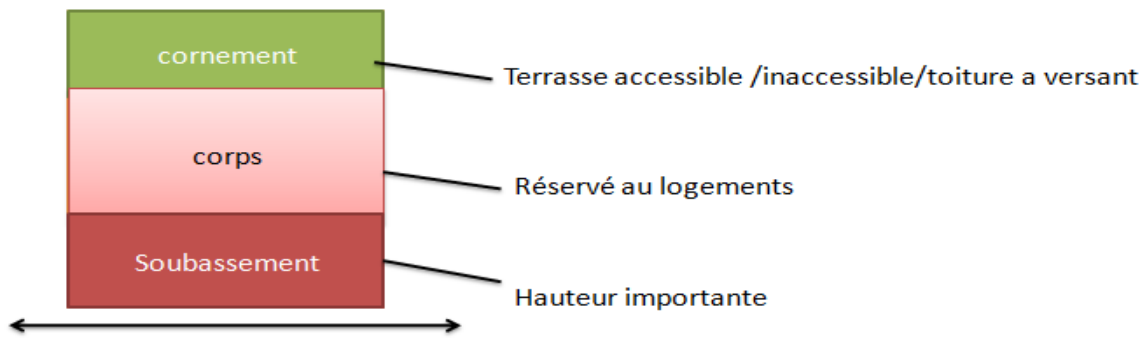 cornement
Terrasse accessible /inaccessible/toiture a versant
corps
Réservé au logements
Soubassement
Hauteur importante